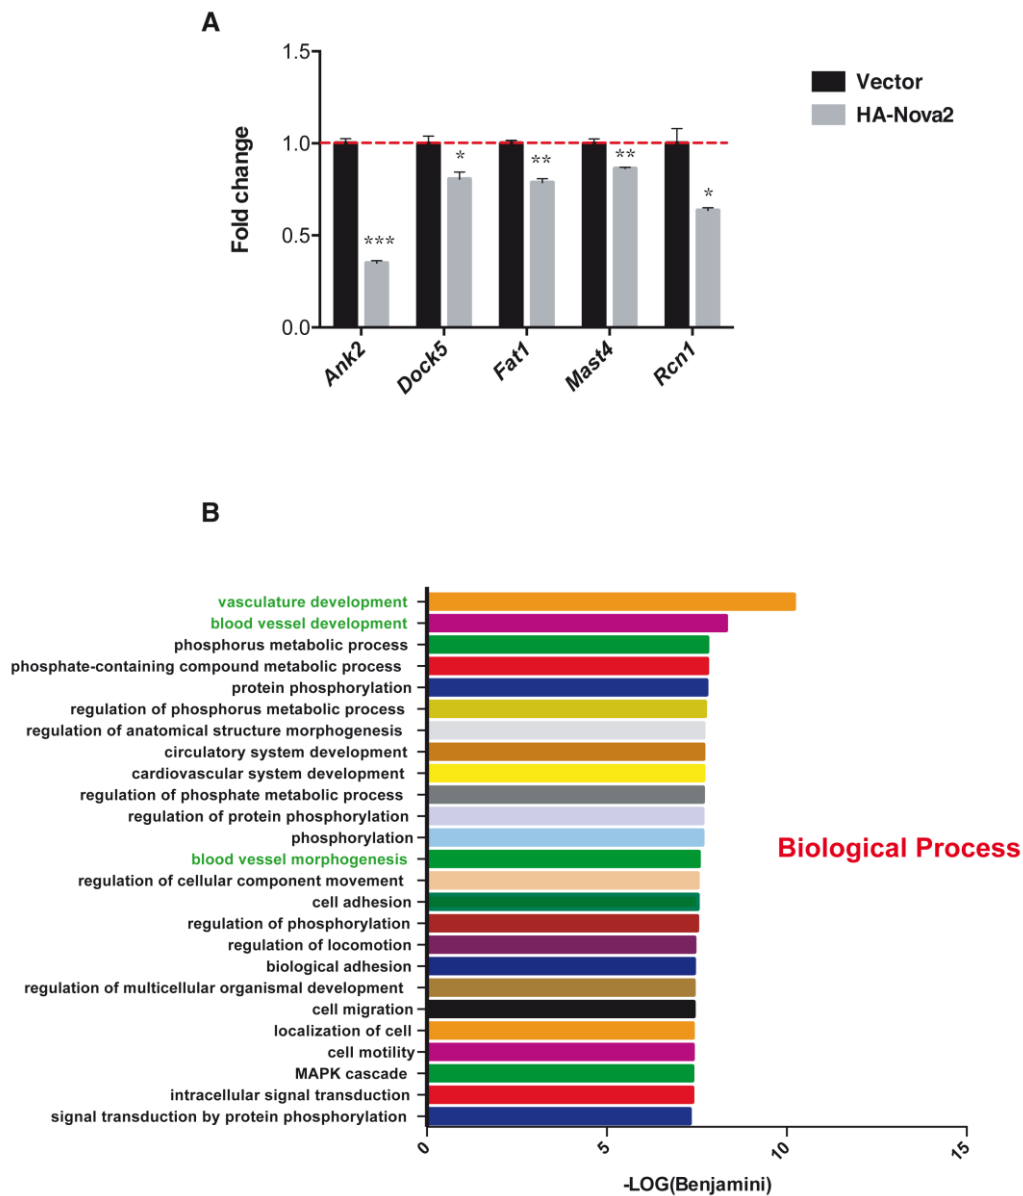 A
1.5
1.0
0.5
0.0
Fold change
***
*
**
**
*
Ank2
Dock5
Fat1
Mast4
Rcn1
Vector
HA-Nova2
B
vasculature development
blood vessel development
phosphorus metabolic process
phosphate-containing compound metabolic process
protein phosphorylation
regulation of phosphorus metabolic process
regulation of anatomical structure morphogenesis
circulatory system development
cardiovascular system development
regulation of phosphate metabolic process
regulation of protein phosphorylation
phosphorylation
blood vessel morphogenesis
regulation of cellular component movement
cell adhesion
regulation of phosphorylation
regulation of locomotion
biological adhesion
regulation of multicellular organismal development
cell migration
localization of cell
cell motility
MAPK cascade
intracellular signal transduction
signal transduction by protein phosphorylation
Biological Process
0
5
10
15
-LOG(Benjamini)